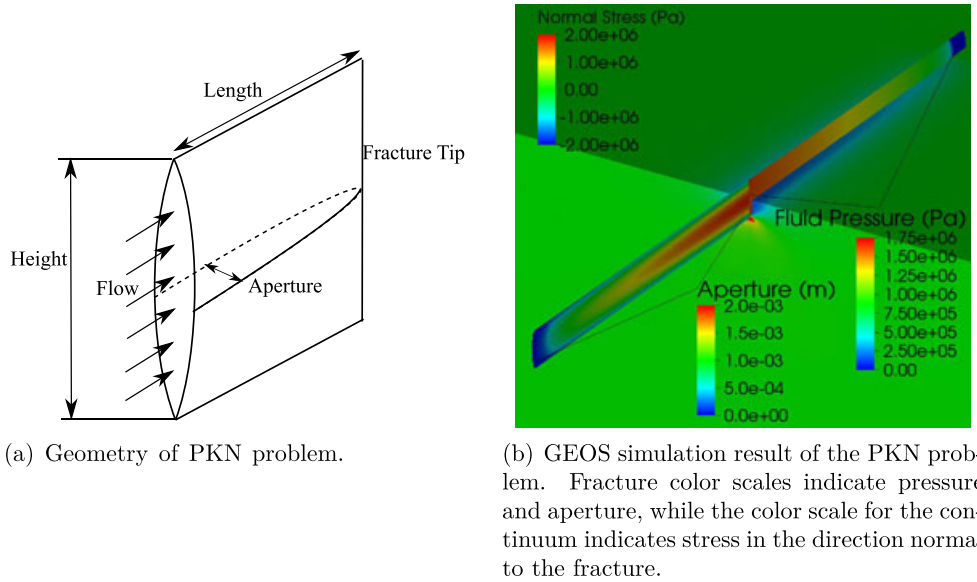 Length
Fracture Tip
Height
Flow
Aperture
(a) Geometry of PKN problem.
Normal Stress (Pa)
2.00e+06
1.00e+06
0.00
-1.00e+06
-2.00e+06
Fluid Pressure (Pa)
1.75e+06
1.50e+06
1.25e+06
1.00e+06
7.50e+05
5.00e+05
2.50e+05
0.00
Aperture (m)
2.0e-03
1.5e-03
1.0e-03
5.0e-04
0.0e+00
(b) GEOS simulation result of the PKN prob-
lem. Fracture color scales indicate pressure
and aperture, while the color scale for the con-
tinuum indicates stress in the direction norma
to the fracture.